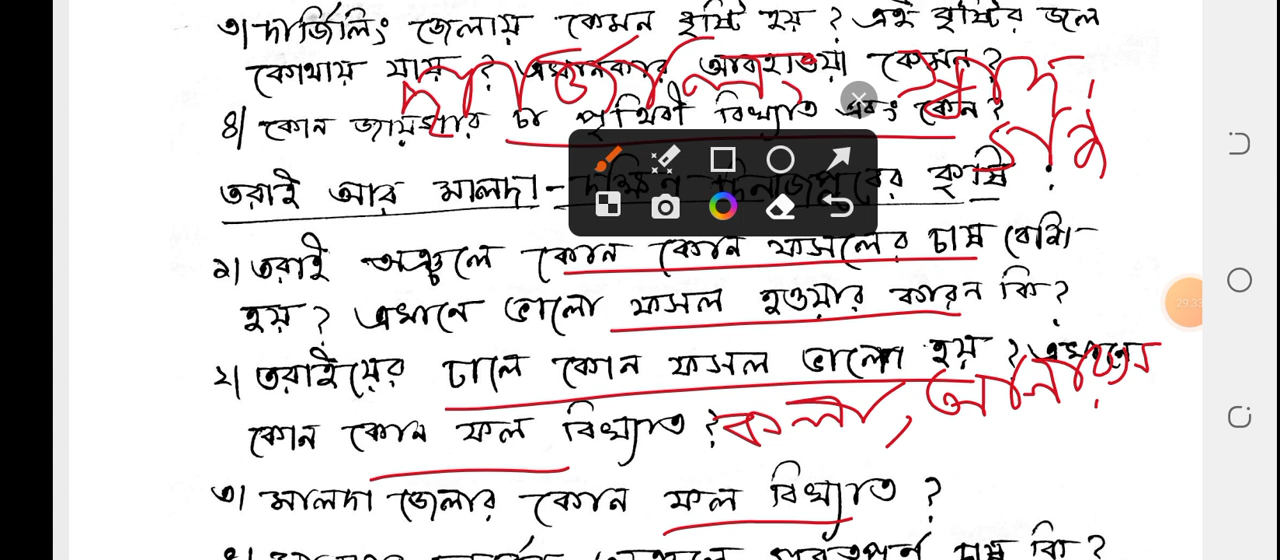 ৩। দার্জিলিং জেলায় কেমন বৃষ্টি হয়? এই বৃষ্টির জল
কোথায় যায়? এখানকার আবহাওয়া কেমন?
দার্জিলিং,
৪। কোন জায়গার চা পৃথিবী বিখ্যাত এবং কেন?
তরাই আর মালদা-দক্ষিণ দিনাজপুরের কৃষি :
১। তরাই অঞ্চলে কোন কোন ফসলের চাষ বেশি
হয়? এখানে ভালো ফসল হওয়ার কারন কি?
২। তরাইয়ের ঢালে কোন ফসল ভালো হয়? এখানে
কোন কোন ফল বিখ্যাত? কলা, আনারস
৩। মালদা জেলার কোন ফল বিখ্যাত?
চাষ কি?
29:33